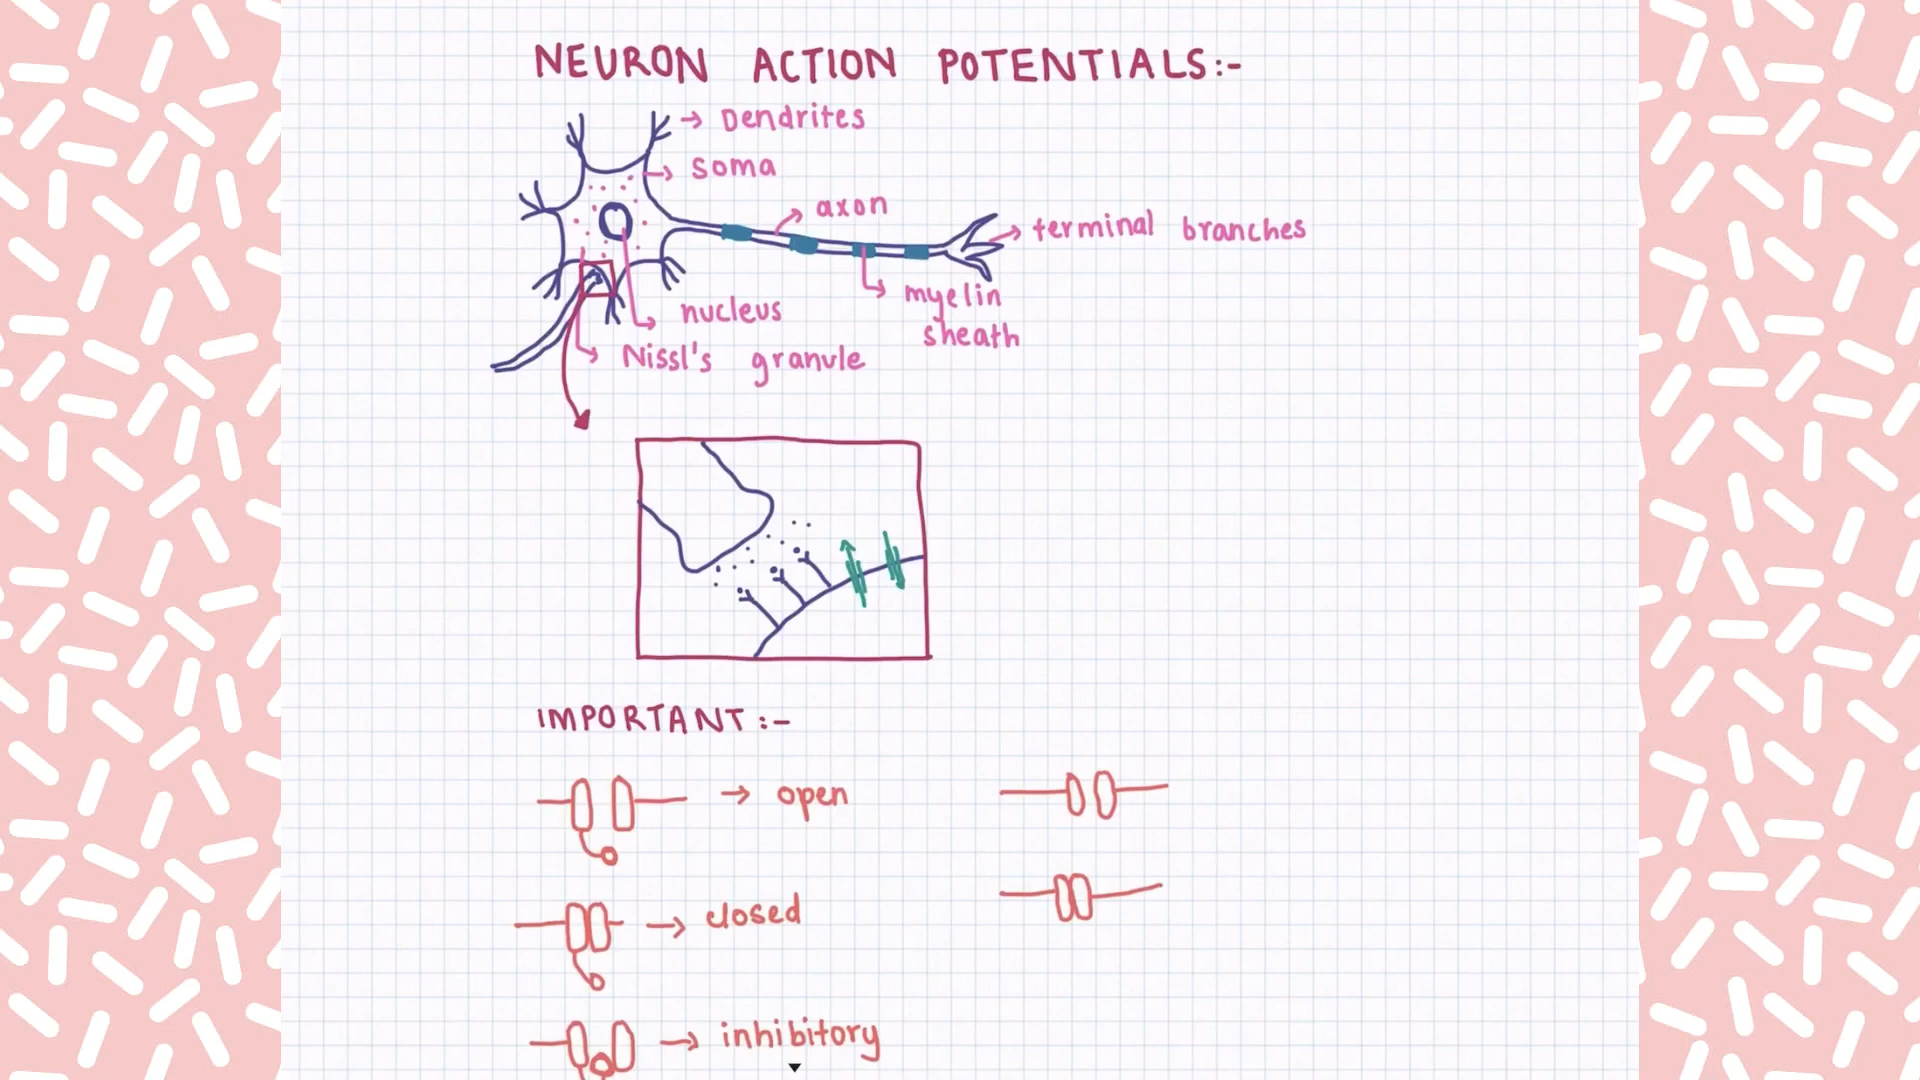 NEURON ACTION POTENTIALS:-
→ Dendrites
→ soma
→ axon
→ terminal branches
→ myelin
sheath
→ nucleus
→ Nissl's granule
IMPORTANT:-
→ open
→ closed
→ inhibitory